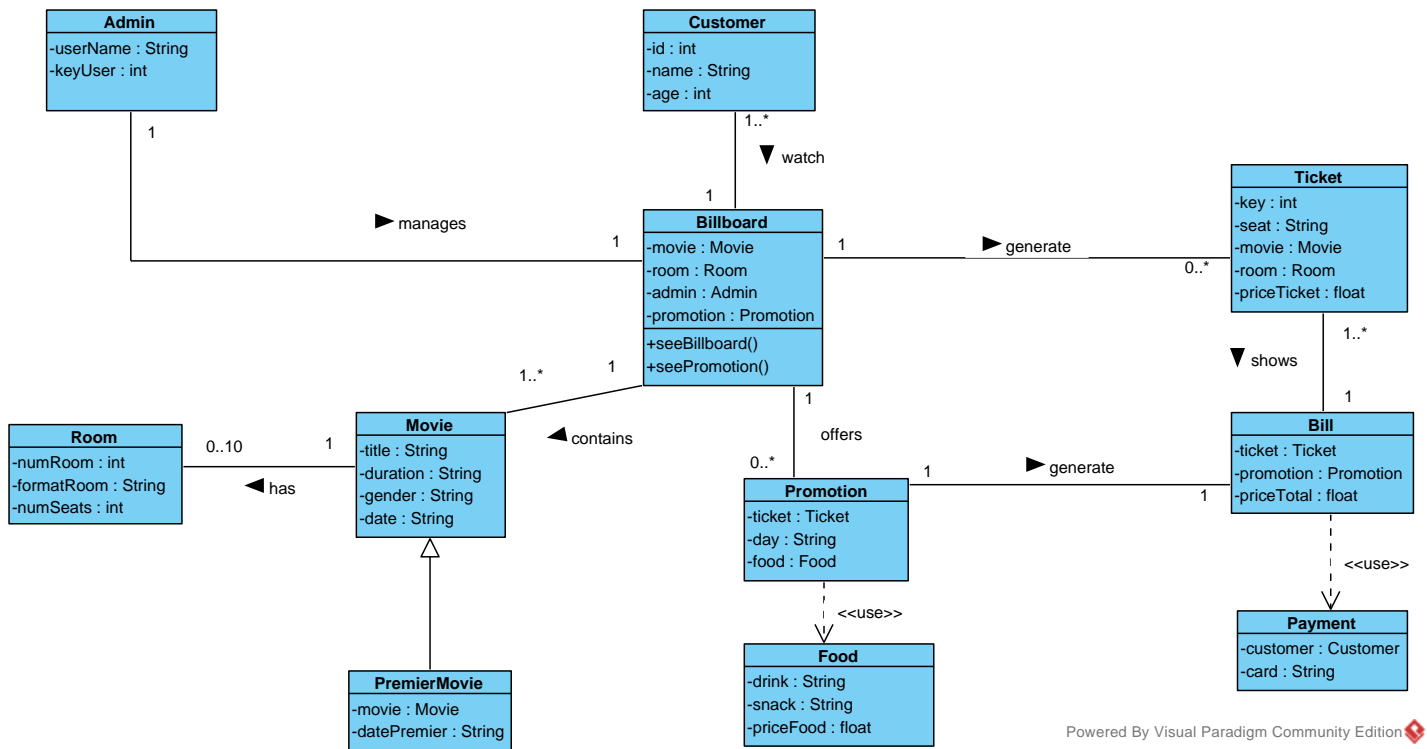 Admin
-userName : String
-keyUser : int
Customer
-id : int
-name : String
-age : int
1
1..*
watch
1
manages
1
Billboard
-movie : Movie
-room : Room
-admin : Admin
-promotion : Promotion
+seeBillboard()
+seePromotion()
1
generate
0..*
Ticket
-key : int
-seat : String
-movie : Movie
-room : Room
-priceTicket : float
1..*
shows
1
1
1..*
contains
1
offers
0..*
Room
-numRoom : int
-formatRoom : String
-numSeats : int
0..10
1
has
Movie
-title : String
-duration : String
-gender : String
-date : String
Promotion
-ticket : Ticket
-day : String
-food : Food
1
generate
1
Bill
-ticket : Ticket
-promotion : Promotion
-priceTotal : float
<<use>>
<<use>>
PremierMovie
-movie : Movie
-datePremier : String
Food
-drink : String
-snack : String
-priceFood : float
Payment
-customer : Customer
-card : String
Powered By Visual Paradigm Community Edition